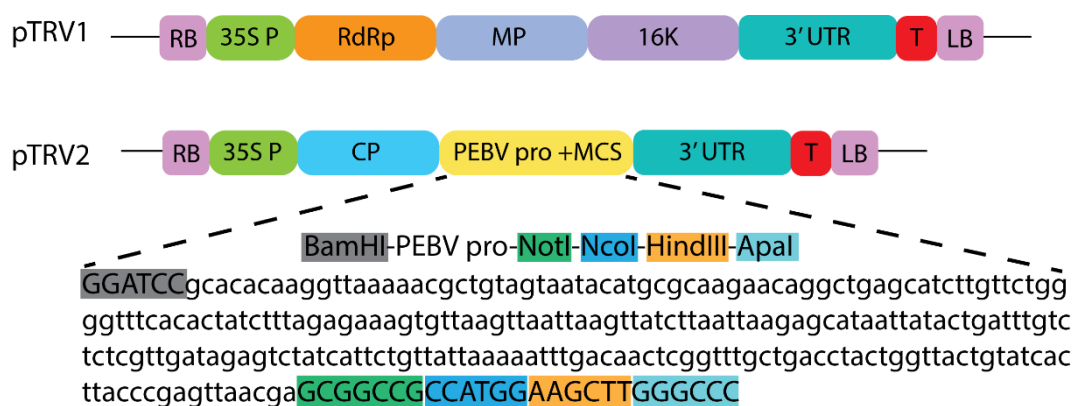 pTRV1 RB 35S P RdRp MP 16K 3’ UTR T LB
pTRV2 RB 35S P CP PEBV pro +MCS 3’ UTR T LB
BamHI-PEBV pro-NotI-NcoI-HindIII-ApaI
GGATCCgcacacaaggttaaaaacgctgtagtaatacatgcgcaagaacaggctgagcatcttgttctgg
ggtttcacactatctttagagaaagtgttaagttaattaagttatcttaattaagagcataattatactgatttgtc
tctcgttgatagagtctatcattctgttattaaaaatttgacaactcggtttgctgacctactggttactgtatcac
ttacccgagttaacgaGCGGCCGCCATGGAAGCTTGGGCCC